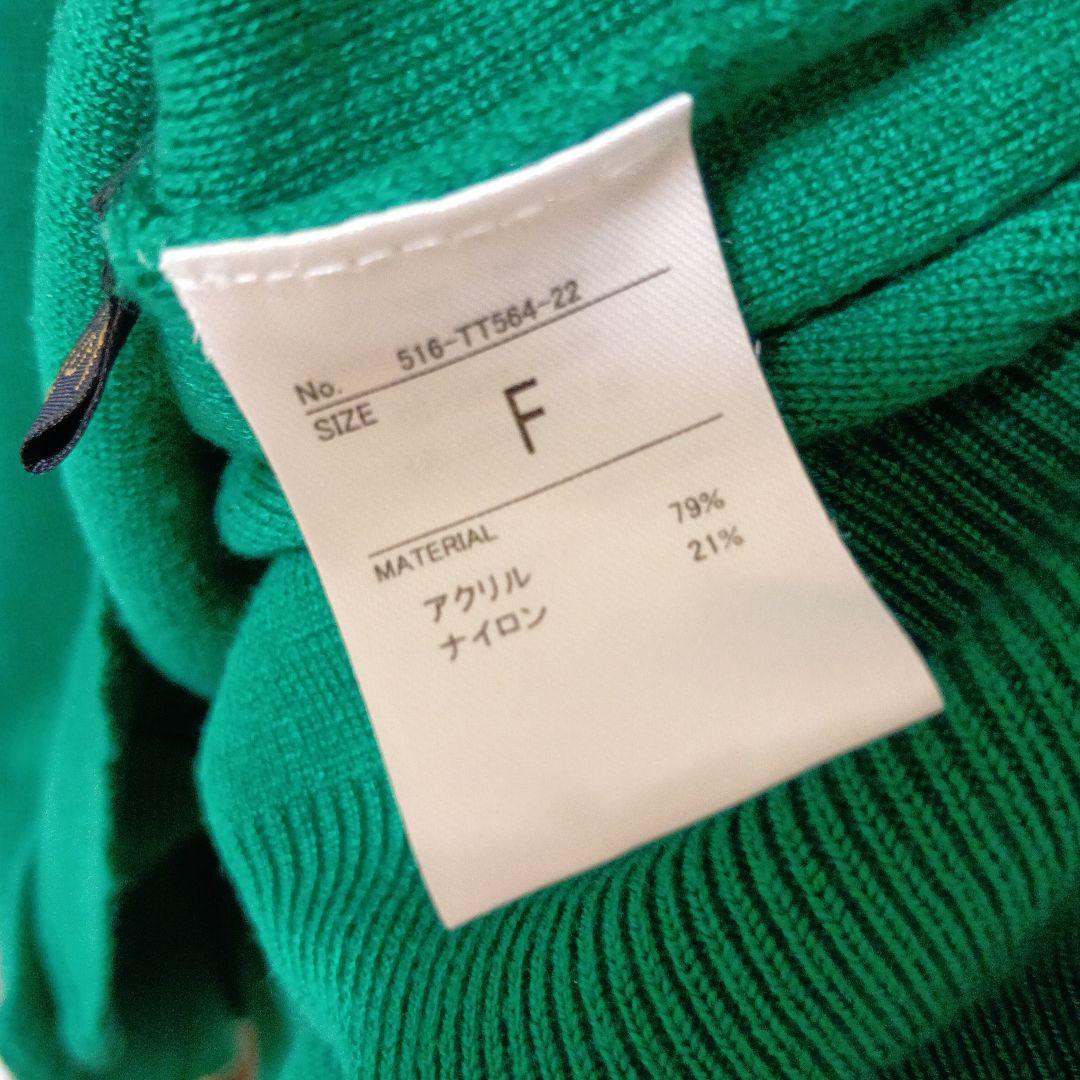 No. 516-TT564-22
SIZE F
MATERIAL
アクリル 79%
ナイロン 21%